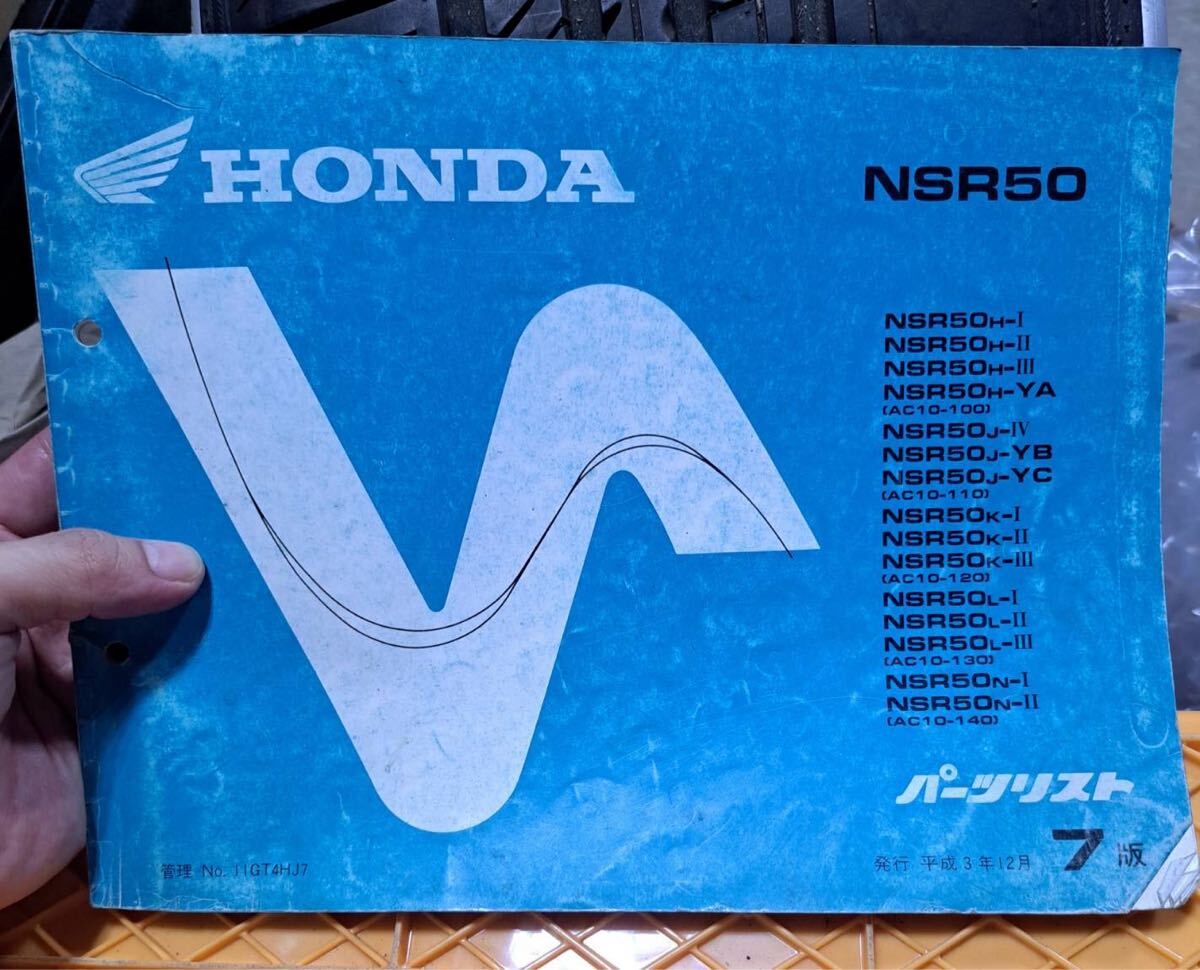 HONDA
NSR50
NSR50H-I
NSR50H-II
NSR50H-III
NSR50H-YA
(AC10-100)
NSR50J-IV
NSR50J-YB
NSR50J-YC
(AC10-110)
NSR50K-I
NSR50K-II
NSR50K-III
(AC10-120)
NSR50L-I
NSR50L-II
NSR50L-III
(AC10-130)
NSR50N-I
NSR50N-II
(AC10-140)
パーツリスト
管理 No. 11GT4HJ7
発行 平成3年12月 7版